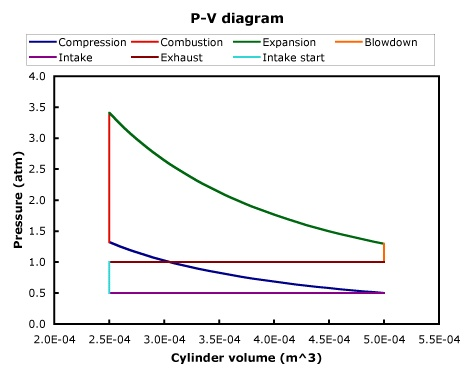 P-V diagram
Compression Combustion Expansion Blowdown
Intake Exhaust Intake start
4.0
3.5
3.0
2.5
2.0
1.5
1.0
0.5
0.0
Pressure (atm)
2.0E-04 2.5E-04 3.0E-04 3.5E-04 4.0E-04 4.5E-04 5.0E-04 5.5E-04
Cylinder volume (m^3)